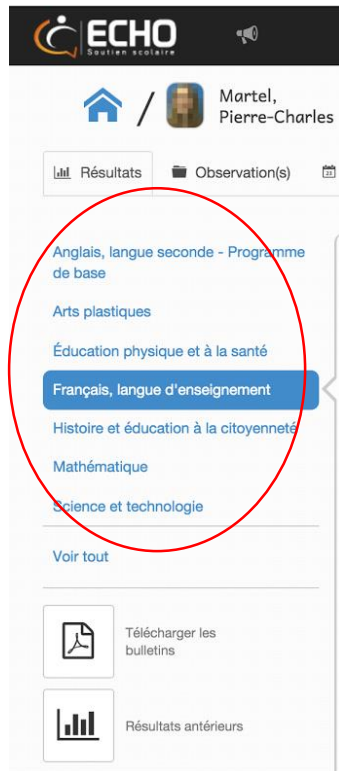 ECHO
Soutien scolaire
Martel,
Pierre-Charles
Résultats
Observation(s)
Anglais, langue seconde - Programme
de base
Arts plastiques
Éducation physique et à la santé
Français, langue d'enseignement
Histoire et éducation à la citoyenneté
Mathématique
Science et technologie
Voir tout
Télécharger les
bulletins
Résultats antérieurs